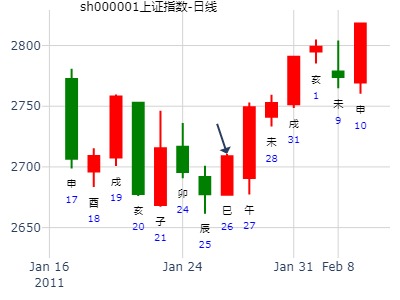 sh000001上证指数-日线
2800
2750
2700
2650
申
17
酉
18
戌
19
亥
20
子
21
卯
24
辰
25
巳
26
午
27
未
28
戌
31
亥
1
未
9
申
10
Jan 16
2011
Jan 24
Jan 31
Feb 8